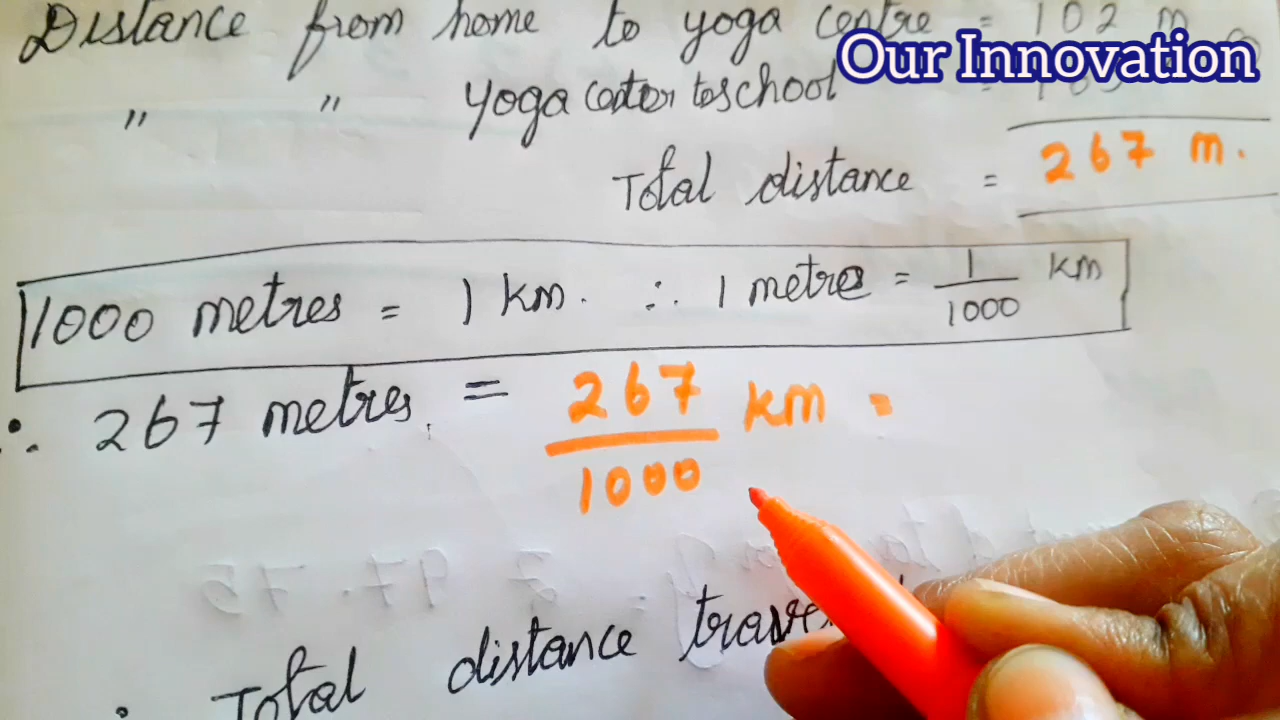 Distance from home to yoga centre = 102 m
Our Innovation
" " yoga center to school =
Total distance = 267 m.
1000 metres = 1 km. ∴ 1 metre = 1/1000 km
∴ 267 metres = 267/1000 km =
Total distance